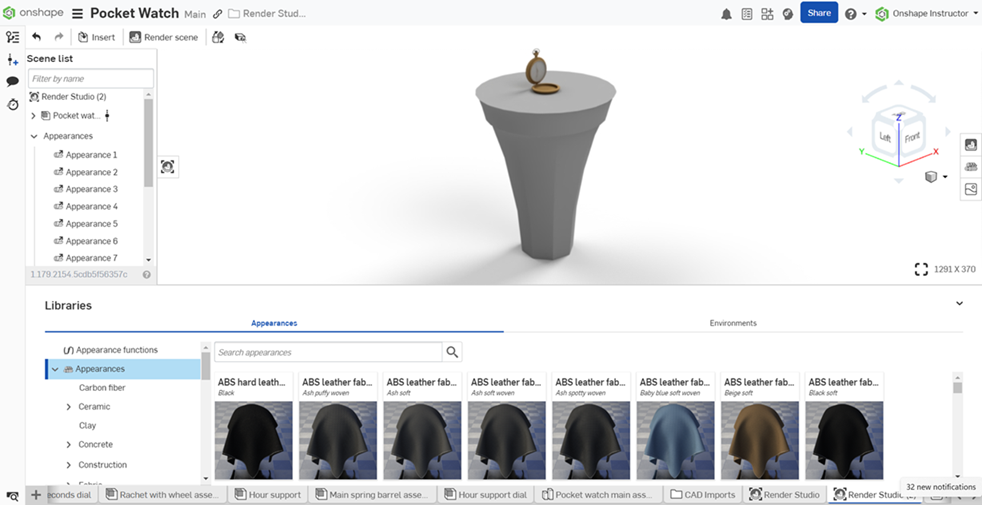 onshape Pocket Watch Main Render Stud...
Share
Onshape Instructor
Insert Render scene
Scene list
Filter by name
Render Studio (2)
Pocket wat...
Appearances
Appearance 1
Appearance 2
Appearance 3
Appearance 4
Appearance 5
Appearance 6
Appearance 7
1.179.2154.5cdb5f56357c
Z
Left Front
Y X
1291 X 370
Libraries
Appearances Environments
Appearance functions
Appearances
Carbon fiber
Ceramic
Clay
Concrete
Construction
Search appearances
ABS hard leath... ABS leather fab... ABS leather fab... ABS leather fab... ABS leather fab... ABS leather fab... ABS leather fab... ABS leather fab...
Black Ash puffy woven Ash soft Ash soft woven Ash spotty woven Baby blue soft woven Beige soft Black soft
econds dial Rachet with wheel asse... Hour support Main spring barrel asse... Hour support dial Pocket watch main ass... CAD Imports Render Studio Render Studio
32 new notifications